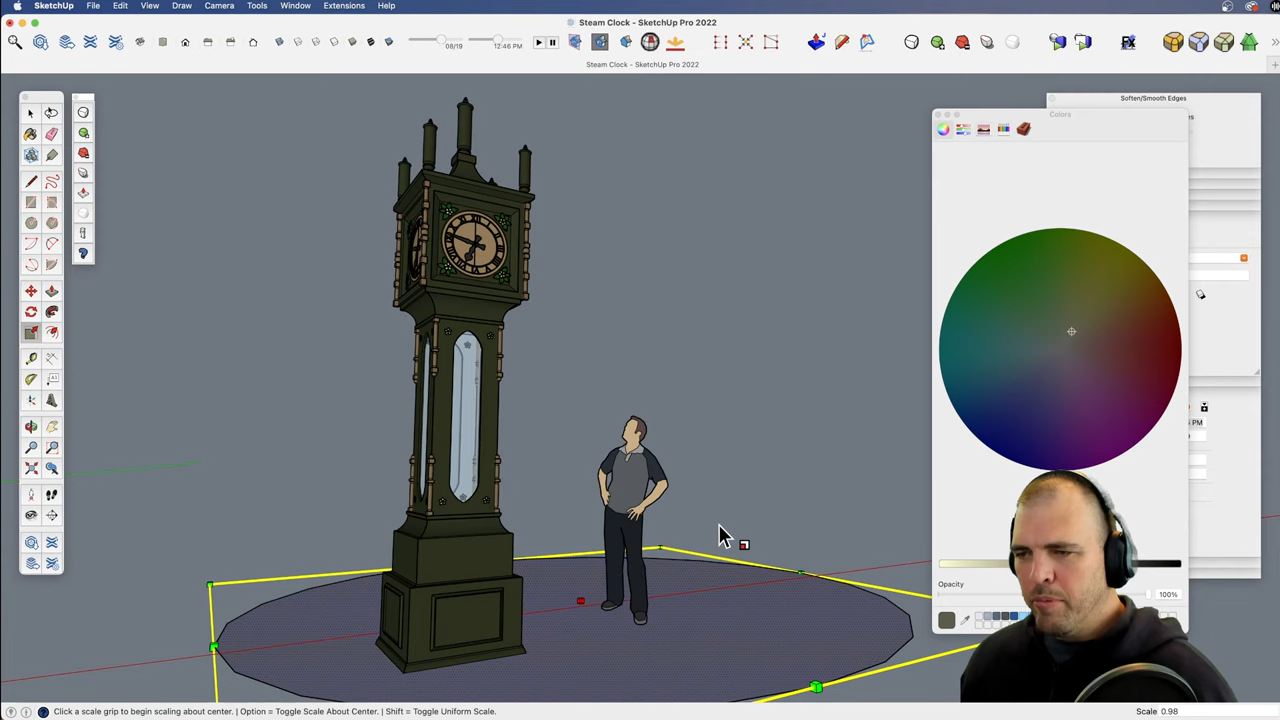 SketchUp File Edit View Draw Camera Tools Window Extensions Help
Steam Clock - SketchUp Pro 2022
08/19 12:46 PM
Steam Clock - SketchUp Pro 2022
Soften/Smooth Edges
Colors
PM
Opacity
100%
Click a scale grip to begin scaling about center. | Option = Toggle Scale About Center. | Shift = Toggle Uniform Scale.
Scale 0.98